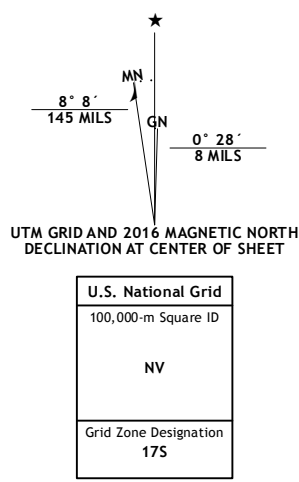 ★
MN
8° 8´
145 MILS
GN
0° 28´
8 MILS
UTM GRID AND 2016 MAGNETIC NORTH
DECLINATION AT CENTER OF SHEET
U.S. National Grid
100,000-m Square ID
NV
Grid Zone Designation
17S